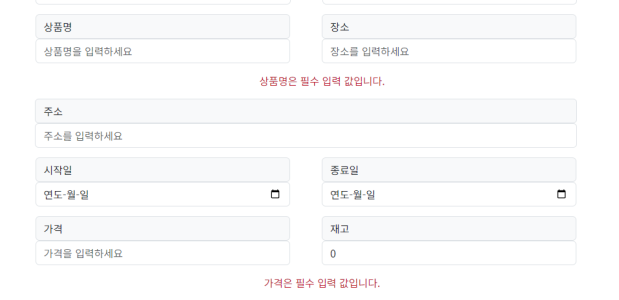 상품명
장소
상품명을 입력하세요
장소를 입력하세요
상품명은 필수 입력 값입니다.
주소
주소를 입력하세요
시작일
종료일
연도-월-일
연도-월-일
가격
재고
가격을 입력하세요
0
가격은 필수 입력 값입니다.